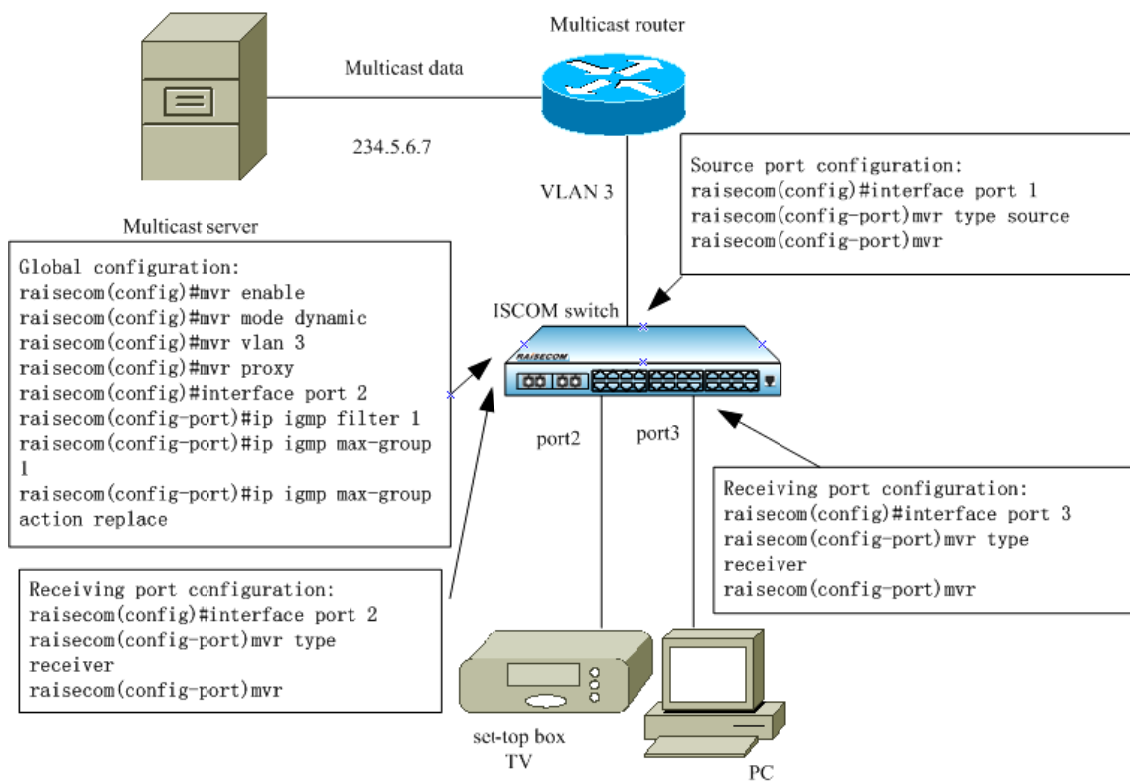 Multicast router
Multicast data
234.5.6.7
VLAN 3
Source port configuration:
raisecom(config)#interface port 1
raisecom(config-port)mvr type source
raisecom(config-port)mvr
Multicast server
Global configuration:
raisecom(config)#mvr enable
raisecom(config)#mvr mode dynamic
raisecom(config)#mvr vlan 3
raisecom(config)#mvr proxy
raisecom(config)#interface port 2
raisecom(config-port)#ip igmp filter 1
raisecom(config-port)#ip igmp max-group
1
raisecom(config-port)#ip igmp max-group
action replace
ISCOM switch
RAISECOM
port2
port3
Receiving port configuration:
raisecom(config)#interface port 3
raisecom(config-port)mvr type
receiver
raisecom(config-port)mvr
Receiving port configuration:
raisecom(config)#interface port 2
raisecom(config-port)mvr type
receiver
raisecom(config-port)mvr
set-top box
TV
PC